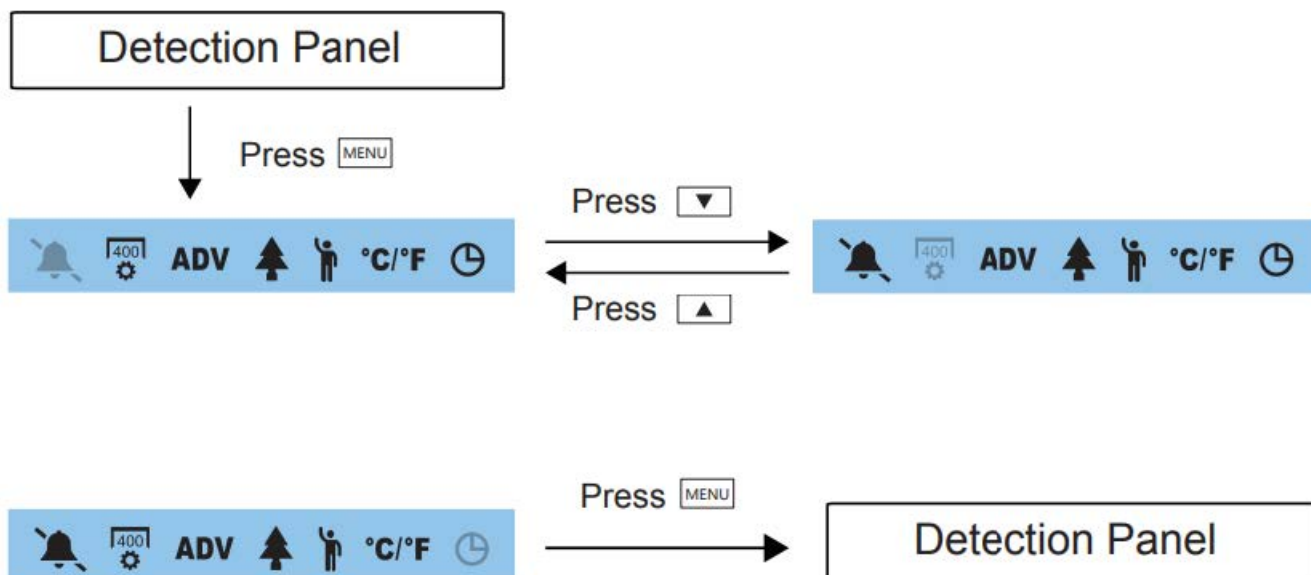 Detection Panel
Press MENU
Press ▼
400 ADV °C/°F
400 ADV °C/°F
Press ▲
Press MENU
400 ADV °C/°F
Detection Panel